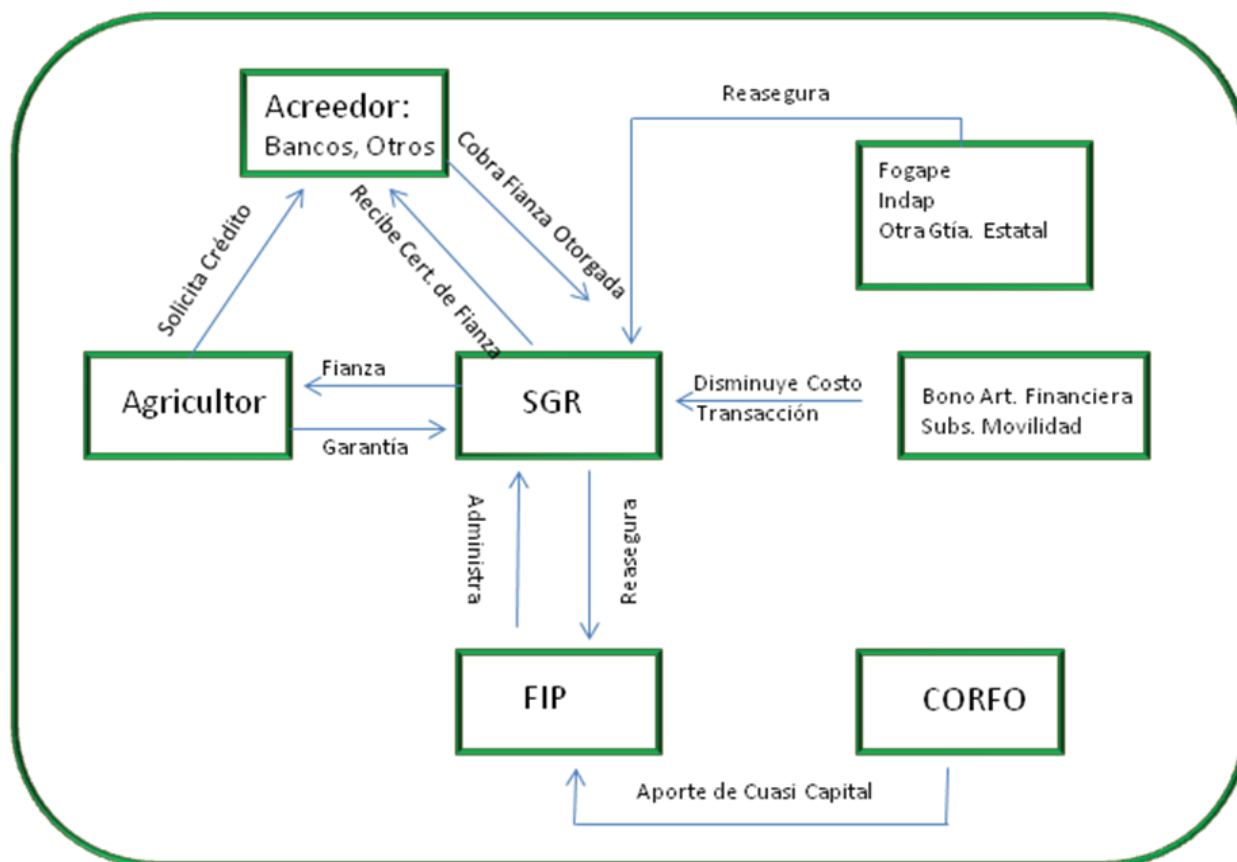 Acreedor:
Bancos, Otros
Reasegura
Fogape
Indap
Otra Gtía. Estatal
Cobra Fianza Otorgada
Recibe Cert. de Fianza
Solicita Crédito
Agricultor
Fianza
Garantía
SGR
Disminuye Costo
Transacción
Bono Art. Financiera
Subs. Movilidad
Administra
Reasegura
FIP
CORFO
Aporte de Cuasi Capital